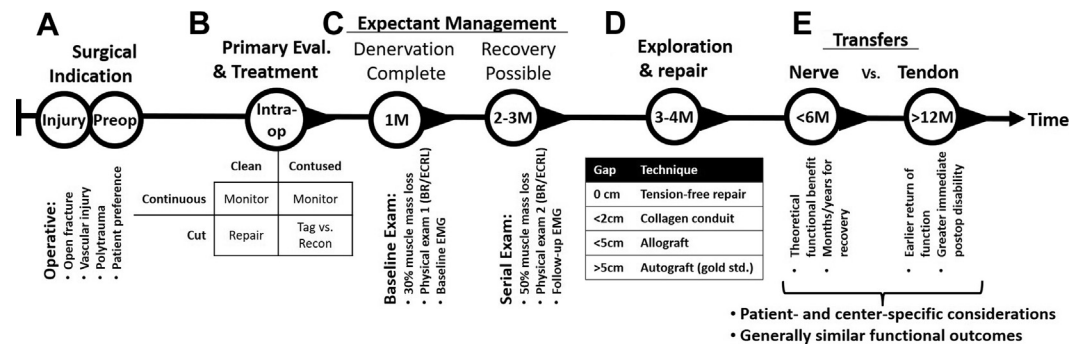 A
Surgical
Indication
Injury
Preop
Operative:
• Open fracture
• Vascular injury
• Polytrauma
• Patient preference
B
Primary Eval.
& Treatment
Intra-
op
Clean
Contused
Continuous
Monitor
Monitor
Cut
Repair
Tag vs.
Recon
C
Expectant Management
Denervation
Complete
1M
Baseline Exam:
• 30% muscle mass loss
• Physical exam 1 (BR/ECRL)
• Baseline EMG
Recovery
Possible
2-3M
Serial Exam:
• 50% muscle mass loss
• Physical exam 2 (BR/ECRL)
• Follow-up EMG
D
Exploration
& repair
3-4M
Gap Technique
0 cm Tension-free repair
<2cm Collagen conduit
<5cm Allograft
>5cm Autograft (gold std.)
E
Transfers
Nerve Vs. Tendon
<6M
• Theoretical
functional benefit
• Months/years for
recovery
>12M
• Earlier return of
function
• Greater immediate
postop disability
Time
• Patient- and center-specific considerations
• Generally similar functional outcomes